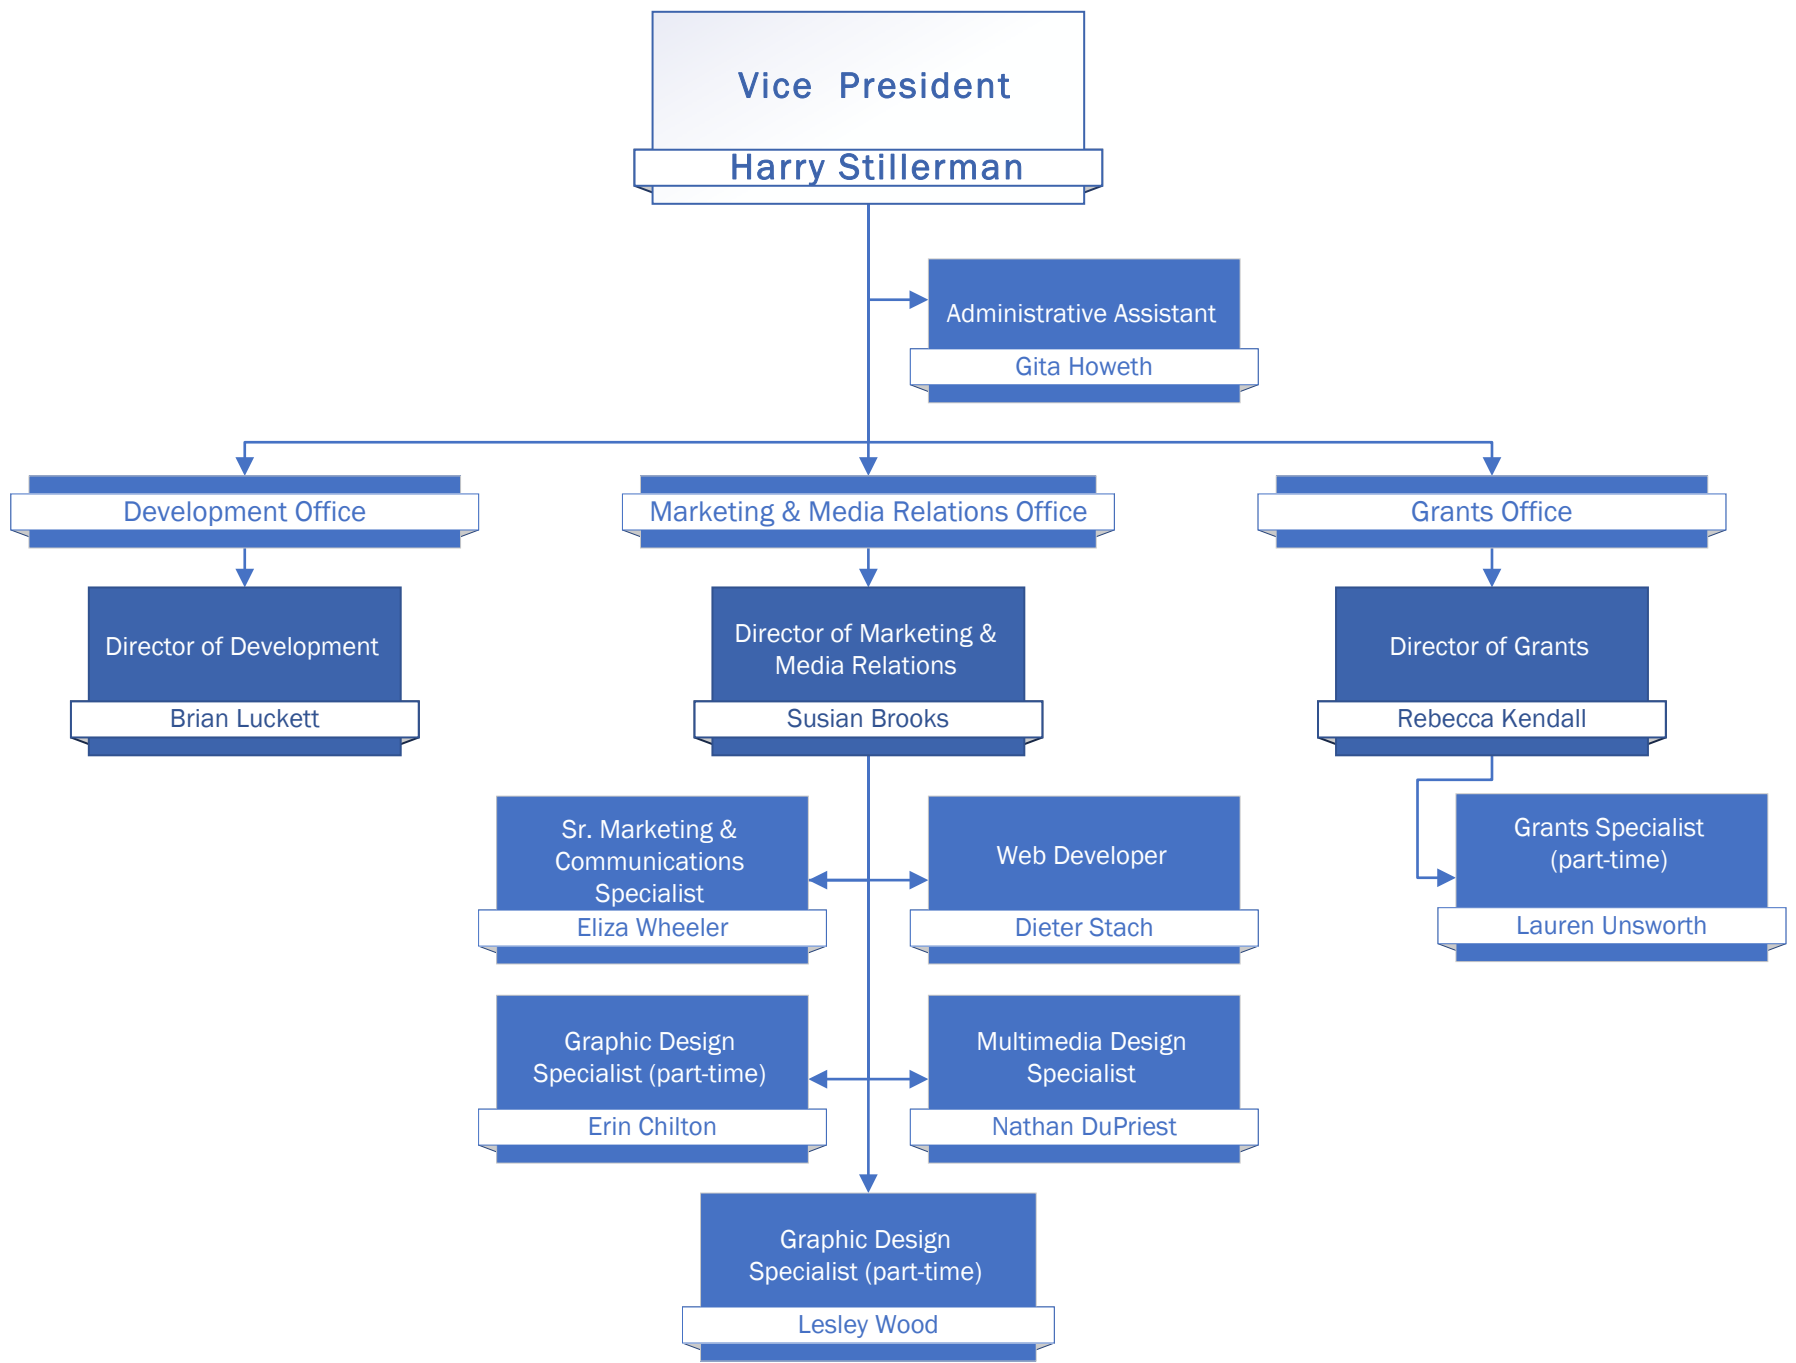 Vice President
Harry Stillerman
Administrative Assistant
Gita Howeth
Development Office
Marketing & Media Relations Office
Grants Office
Director of Development
Brian Luckett
Director of Marketing &
Media Relations
Susian Brooks
Director of Grants
Rebecca Kendall
Sr. Marketing &
Communications
Specialist
Eliza Wheeler
Web Developer
Dieter Stach
Grants Specialist
(part-time)
Lauren Unsworth
Graphic Design
Specialist (part-time)
Erin Chilton
Multimedia Design
Specialist
Nathan DuPriest
Graphic Design
Specialist (part-time)
Lesley Wood